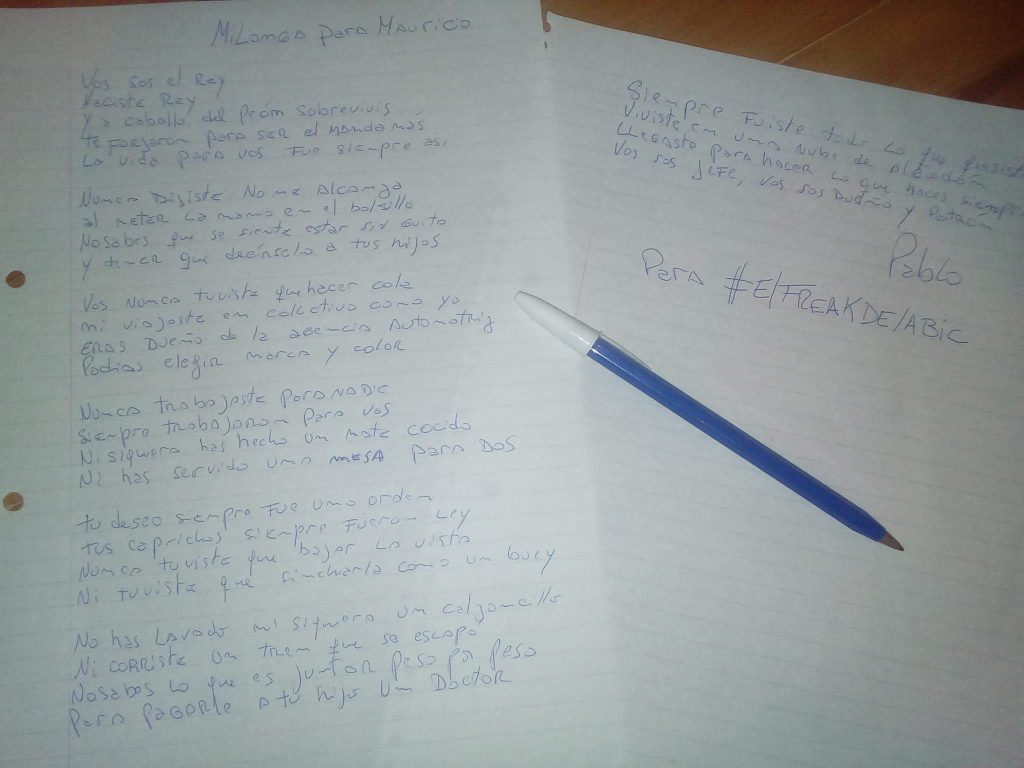 Milonga para Mauricio
Vos sos el Rey
Naciste Rey
Y a caballo del Peón sobrevivis
te Forjaron para ser el mandamás
La vida para vos fue siempre así
Nunca Dijiste No me Alcanza
al meter la mano en el bolsillo
No sabes que se siente estar sin guita
y tener que decírselo a tus hijos
Vos nunca tuviste que hacer cola
ni viajaste en colectivo como yo
ERAS Dueño de la agencia Automotriz
Podias elegir marca y color
Nunca trabajaste para NADIE
siempre trabajaron para vos
Ni siquiera has hecho un mate cocido
Ni has servido una mesa para DOS
tu deseo siempre Fue una orden
tus caprichos siempre Fueron Ley
Nunca tuviste que bajar la vista
Ni tuviste que sincharla como un buey
No has Lavado ni siquiera un calzoncillo
Ni corriste un tren que se escapó
No sabes lo que es juntar peso por peso
Para pagarle a tu hijo un Doctor
Siempre Fuiste todo lo que quisiste
Viviste en una nube de algodón
Llegaste para hacer lo que haces siempre
Vos sos jefe, vos sos Dueño y Patrón
Pablo
Para #ElFREAKDElABIC